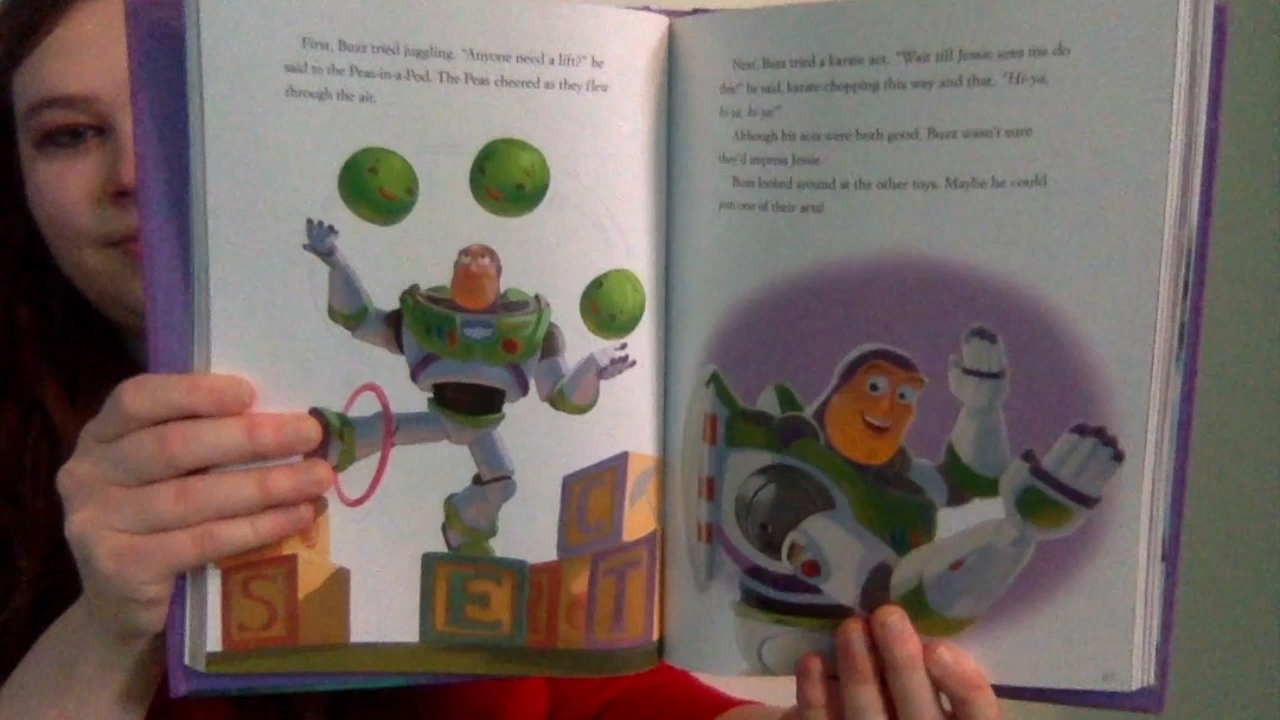 First, Buzz tried juggling. "Anyone need a lift?" he
said to the Peas-in-a-Pod. The Peas cheered as they flew
through the air.
Next, Buzz tried a karate act. "Wait till Jessie sees me do
this!" he said, karate-chopping this way and that. "Hi-ya,
hi-ya, hi-ya!"
Although his acts were both good, Buzz wasn't sure
they'd impress Jessie.
Buzz looked around at the other toys. Maybe he could
join one of their acts!
S
E
C
T